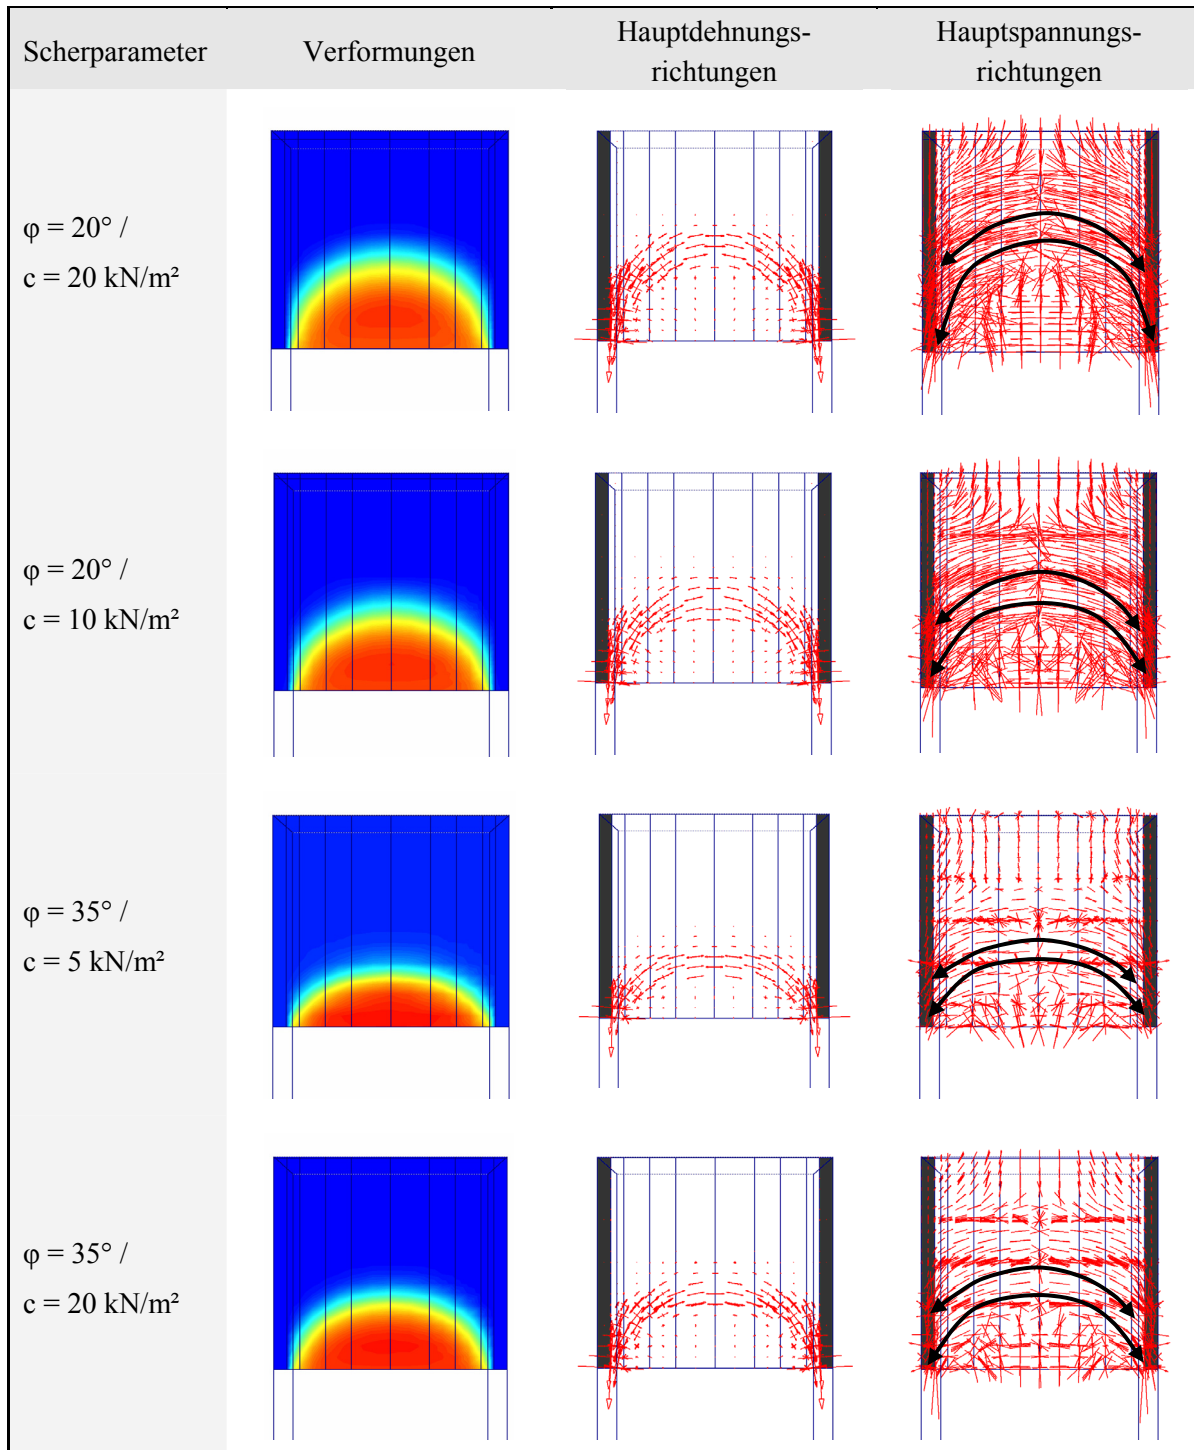 Scherparameter
Verformungen
Hauptdehnungs-
richtungen
Hauptspannungs-
richtungen
φ = 20° /
c = 20 kN/m²
φ = 20° /
c = 10 kN/m²
φ = 35° /
c = 5 kN/m²
φ = 35° /
c = 20 kN/m²